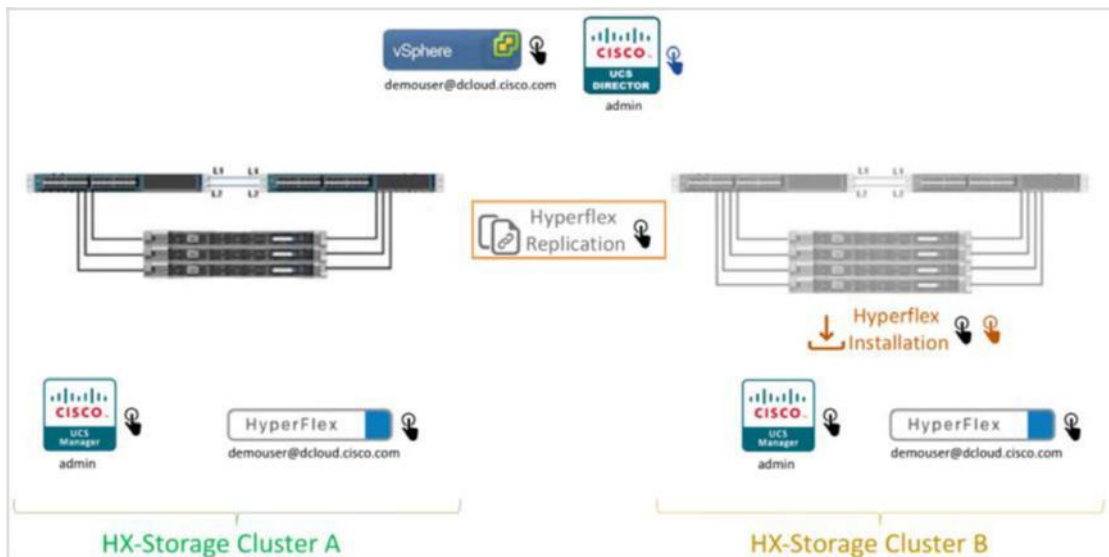 vSphere
demouser@dcloud.cisco.com
CISCO
UCS
DIRECTOR
admin
L1 L1
L2 L2
L1 L1
L2 L2
Hyperflex
Replication
Hyperflex
Installation
CISCO
UCS
Manager
admin
HyperFlex
demouser@dcloud.cisco.com
CISCO
UCS
Manager
admin
HyperFlex
demouser@dcloud.cisco.com
HX-Storage Cluster A
HX-Storage Cluster B